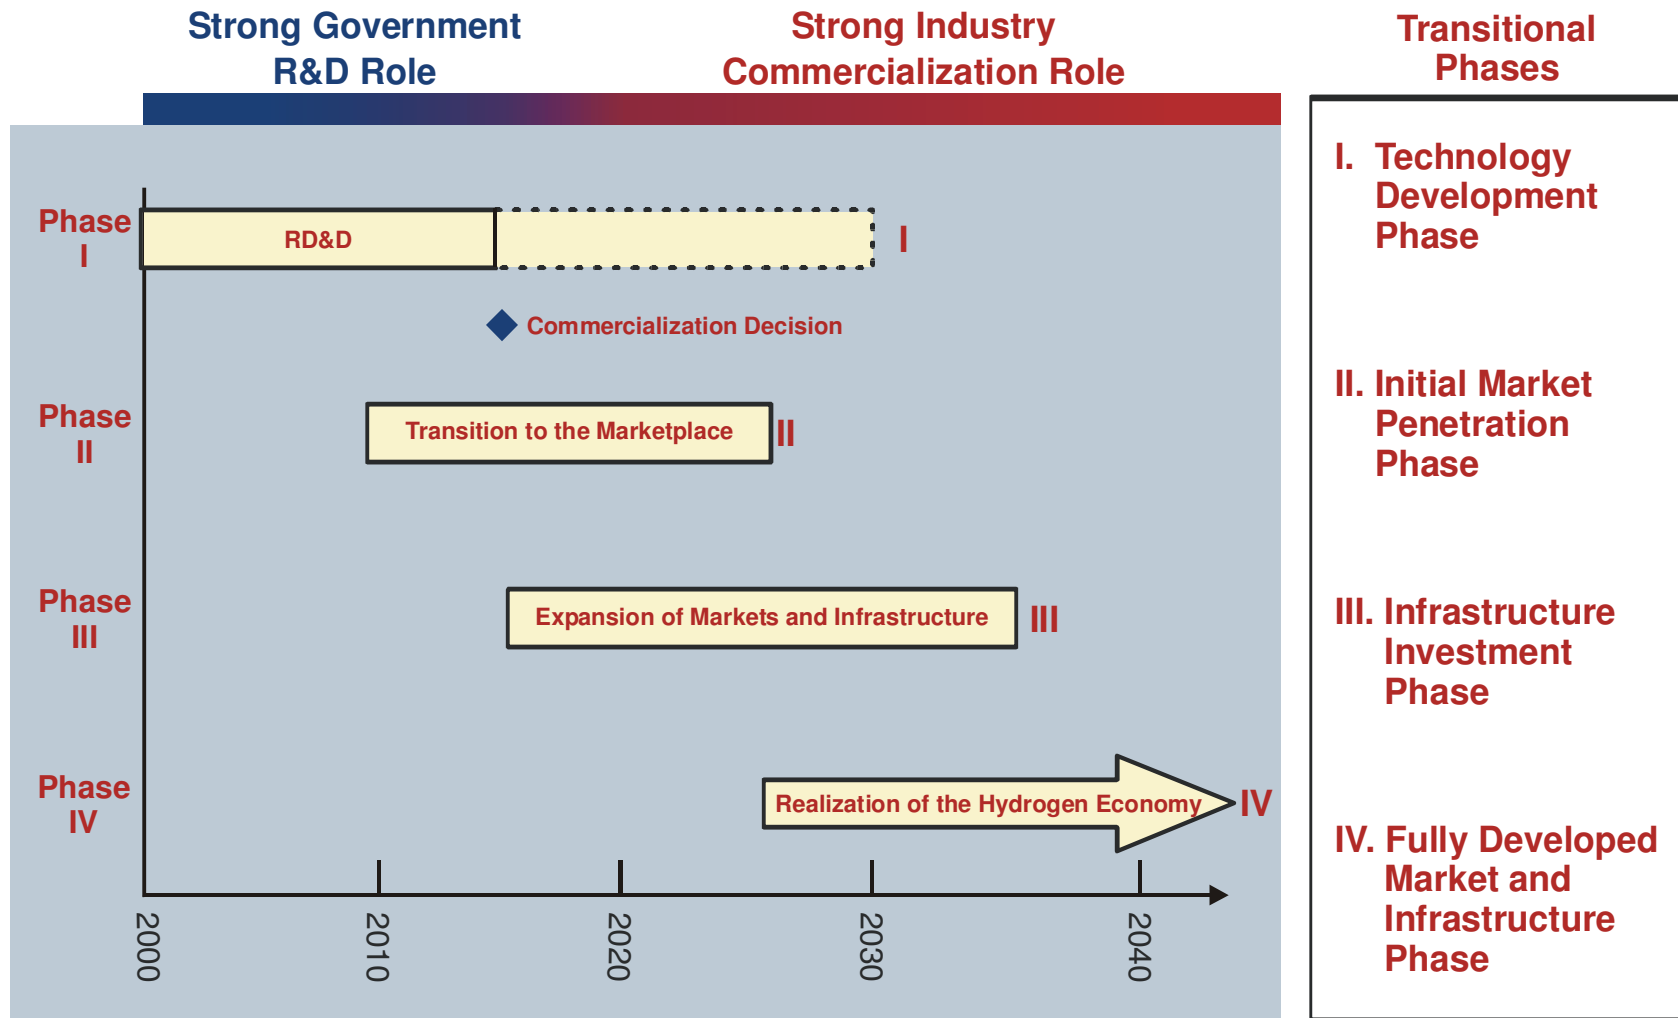 Strong Government
R&D Role
Strong Industry
Commercialization Role
Transitional
Phases
Phase
I
RD&D
I
Commercialization Decision
Phase
II
Transition to the Marketplace
II
Phase
III
Expansion of Markets and Infrastructure
III
Phase
IV
Realization of the Hydrogen Economy
IV
2000
2010
2020
2030
2040
I. Technology
Development
Phase
II. Initial Market
Penetration
Phase
III. Infrastructure
Investment
Phase
IV. Fully Developed
Market and
Infrastructure
Phase